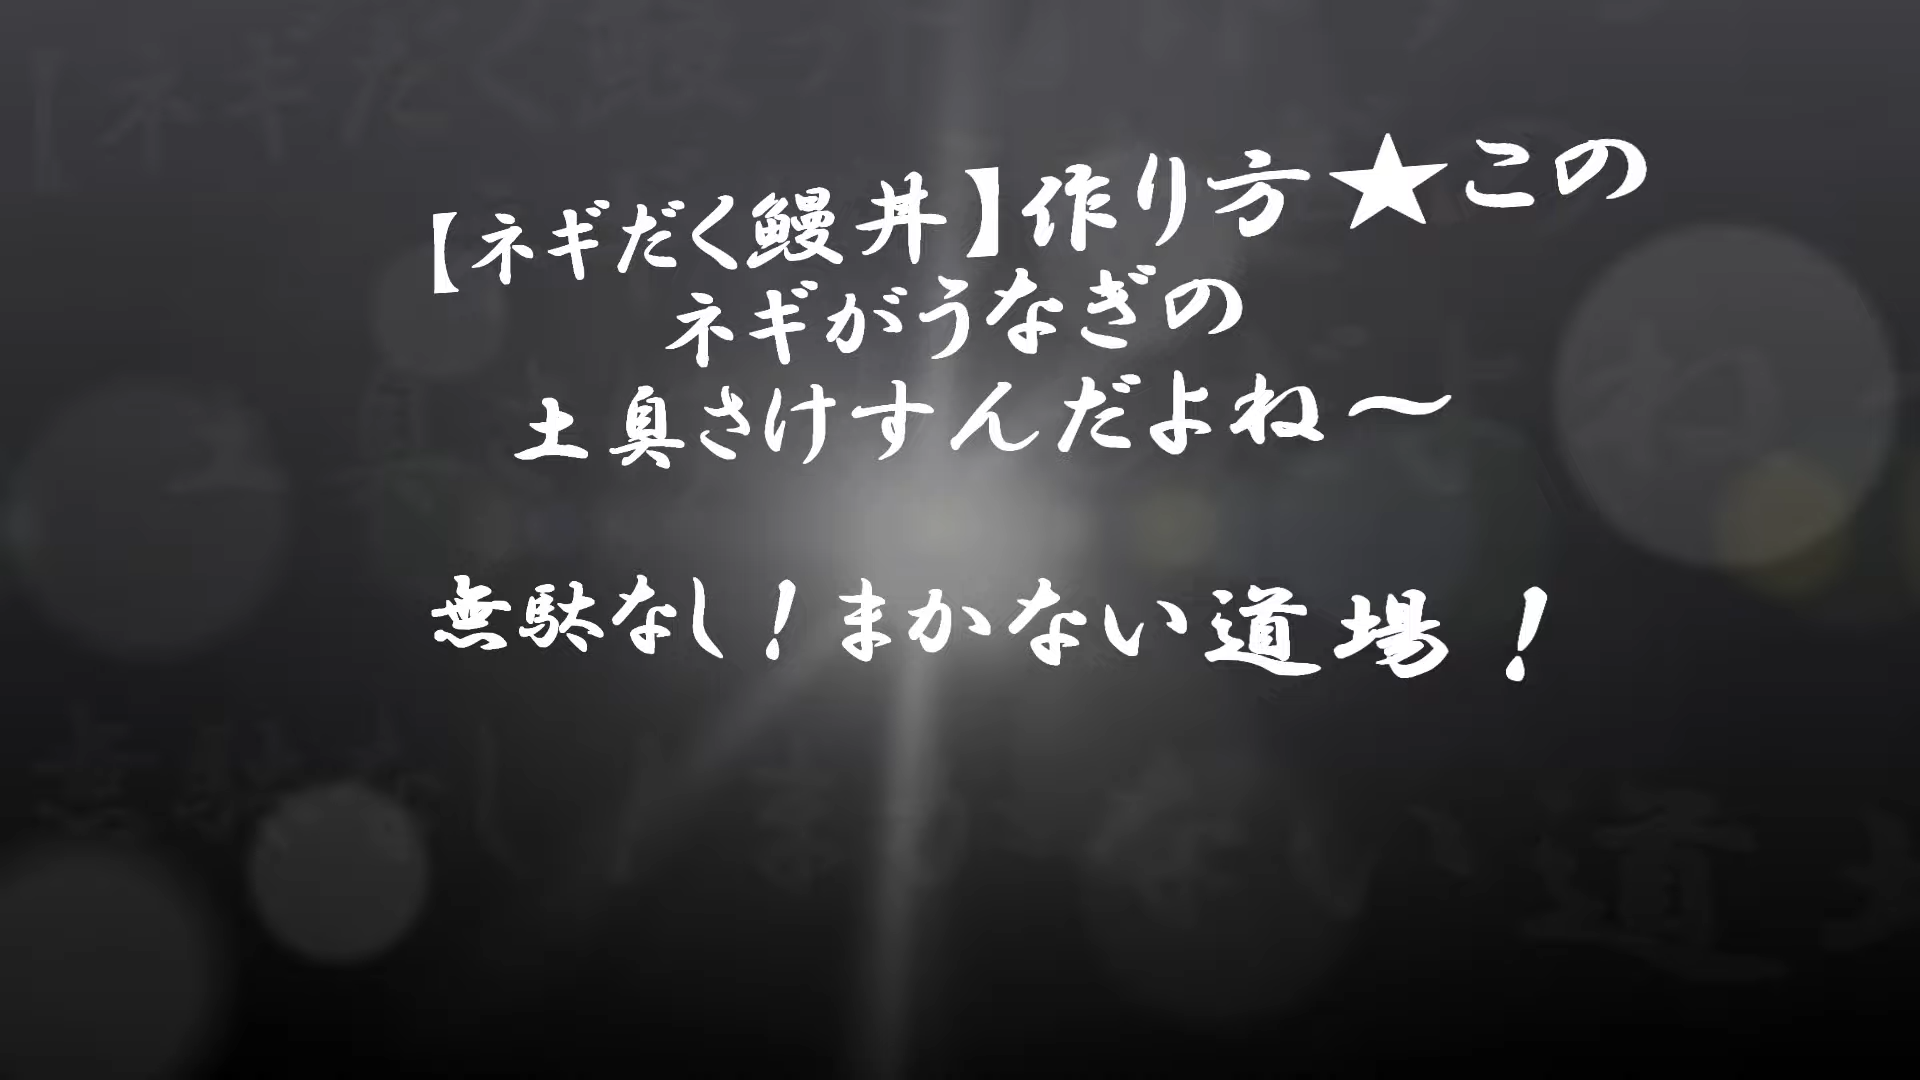 【ネギだく鰻丼】作り方★この
ネギがうなぎの
土臭さけすんだよね～
無駄なし！まかない道場！